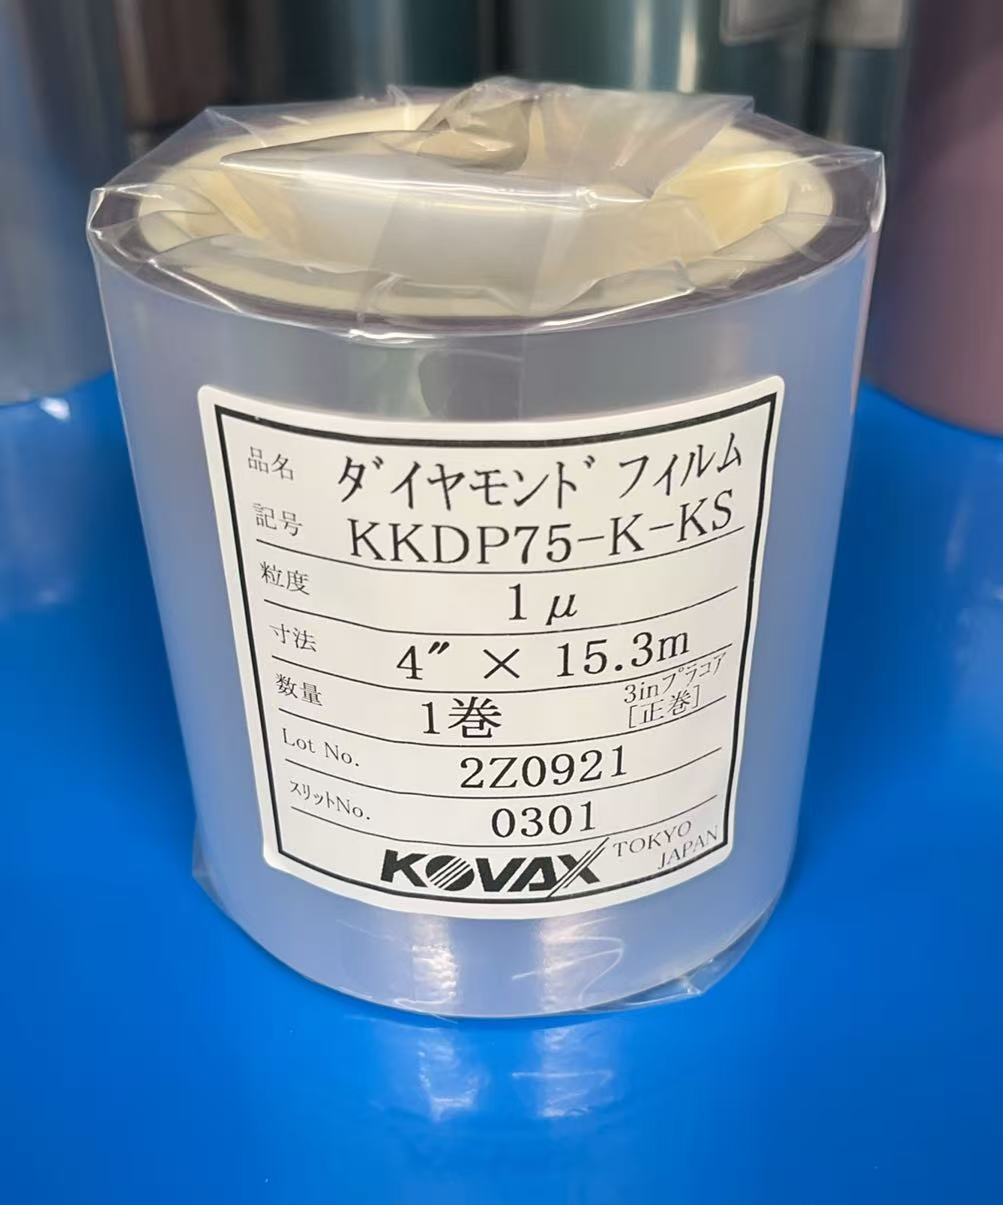 品名 ダイヤモンド フィルム
記号 KKDP75-K-KS
粒度 1μ
寸法 4″ × 15.3m
数量 1巻 3inプラコア
[正巻]
Lot No. 2Z0921
スリットNo. 0301
KOVAX TOKYO
JAPAN